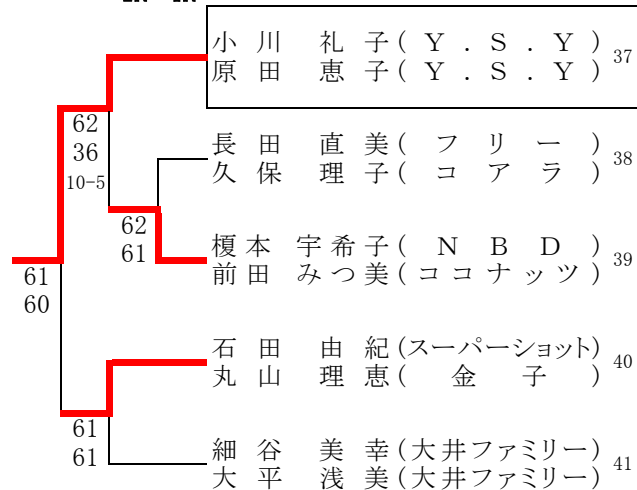 小川 礼子(Y.S.Y) 37
原田 恵子(Y.S.Y)
62
36
10-5
長田 直美(フリー) 38
久保 理子(コアラ)
62
61
榎本 宇希子(NBD) 39
前田 みつ美(ココナッツ)
61
60
石田 由紀(スーパーショット) 40
丸山 理恵(金子)
61
61
細谷 美幸(大井ファミリー) 41
大平 浅美(大井ファミリー)